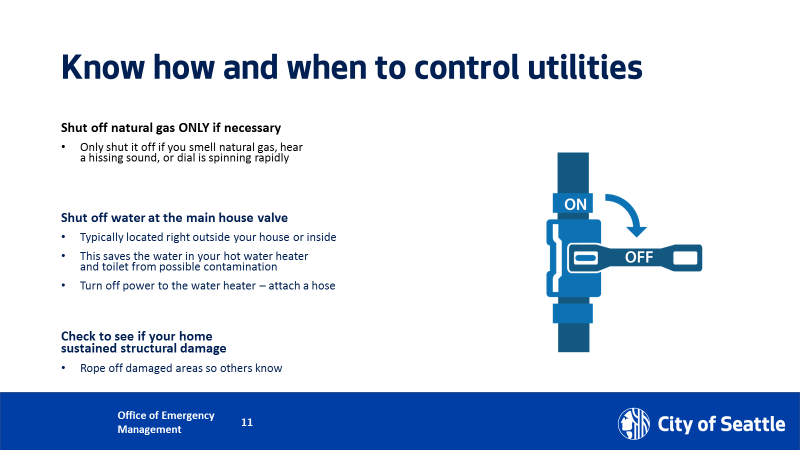 Know how and when to control utilities
Shut off natural gas ONLY if necessary
• Only shut it off if you smell natural gas, hear
a hissing sound, or dial is spinning rapidly
Shut off water at the main house valve
• Typically located right outside your house or inside
• This saves the water in your hot water heater
and toilet from possible contamination
• Turn off power to the water heater – attach a hose
Check to see if your home
sustained structural damage
• Rope off damaged areas so others know
ON
OFF
Office of Emergency
Management
11
City of Seattle